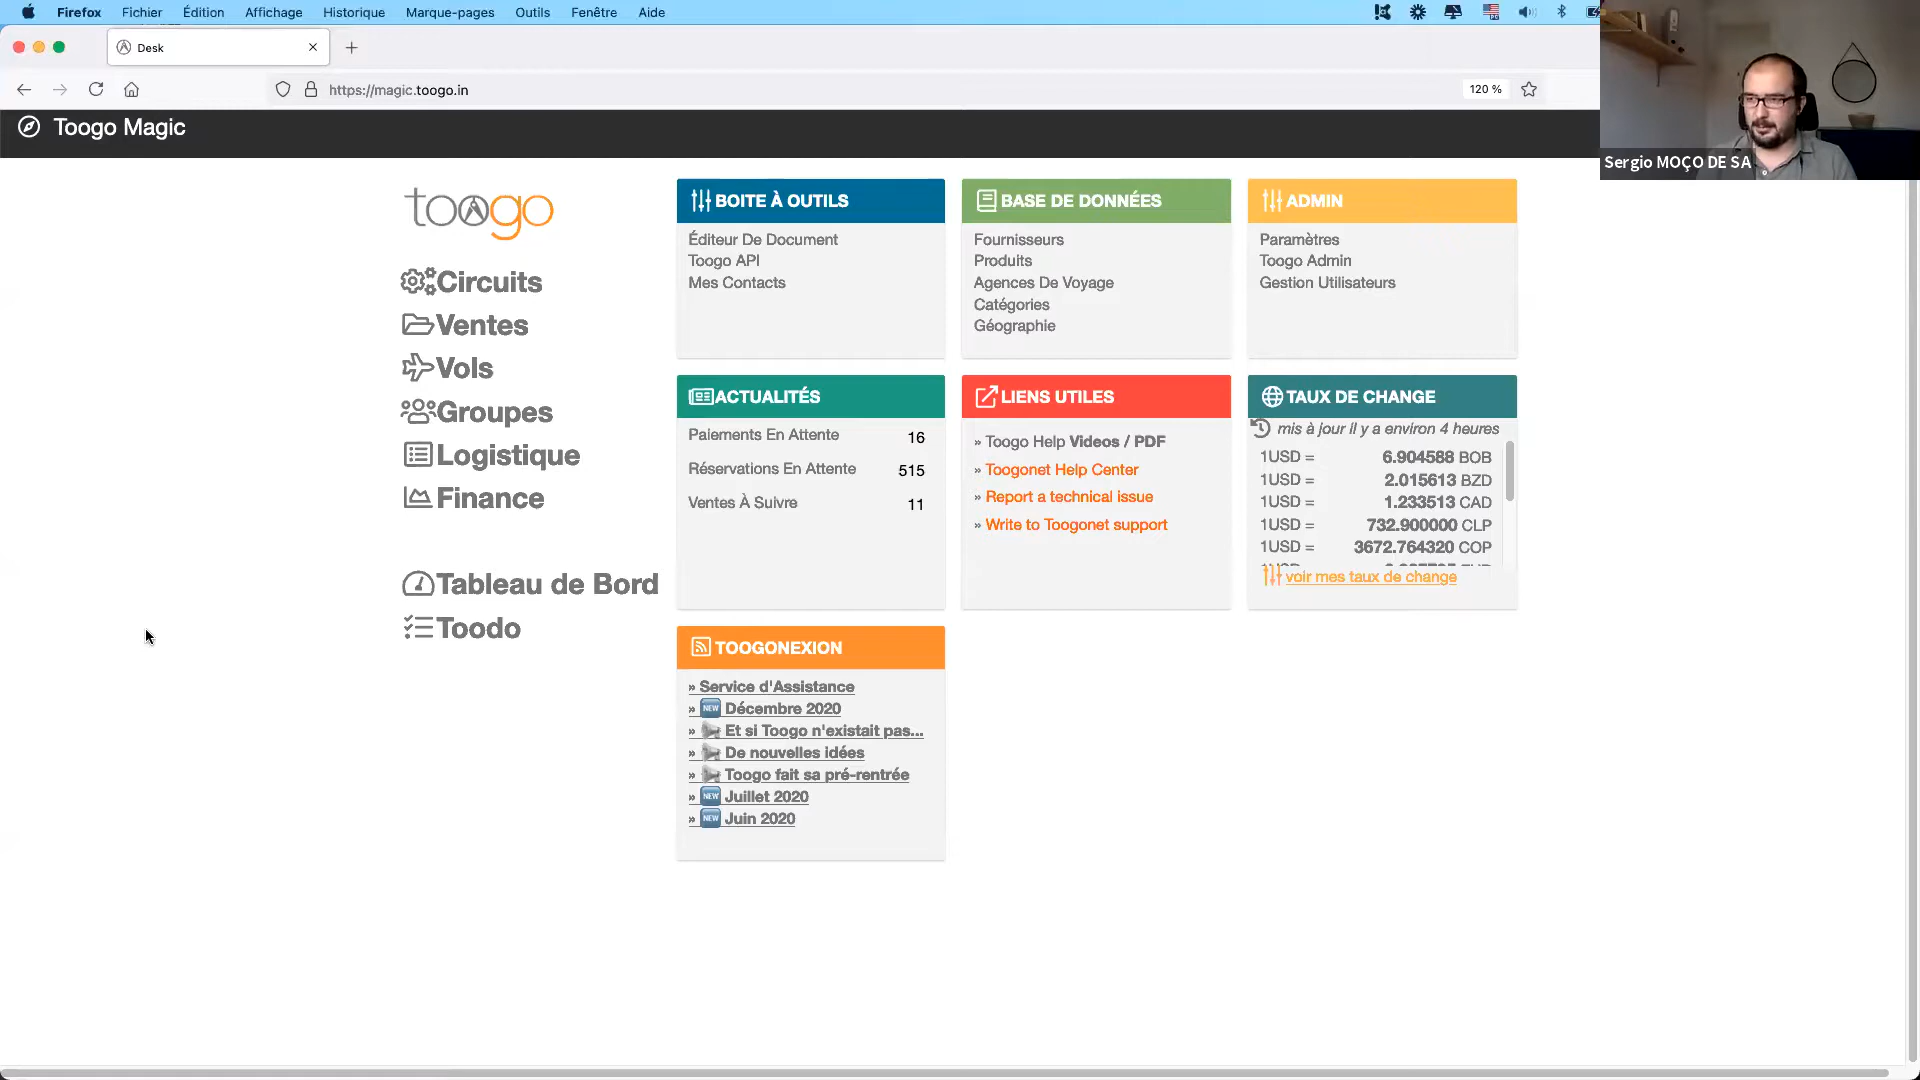 Firefox Fichier Édition Affichage Historique Marque-pages Outils Fenêtre Aide
Desk
https://magic.toogo.in
120 %
Toogo Magic
Sergio MOÇO DE SA
toogo
Circuits
Ventes
Vols
Groupes
Logistique
Finance
Tableau de Bord
Toodo
BOITE À OUTILS
Éditeur De Document
Toogo API
Mes Contacts
BASE DE DONNÉES
Fournisseurs
Produits
Agences De Voyage
Catégories
Géographie
ADMIN
Paramètres
Toogo Admin
Gestion Utilisateurs
ACTUALITÉS
Paiements En Attente 16
Réservations En Attente 515
Ventes À Suivre 11
LIENS UTILES
» Toogo Help Videos / PDF
» Toogonet Help Center
» Report a technical issue
» Write to Toogonet support
TAUX DE CHANGE
mis à jour il y a environ 4 heures
1USD = 6.904588 BOB
1USD = 2.015613 BZD
1USD = 1.233513 CAD
1USD = 732.900000 CLP
1USD = 3672.764320 COP
voir mes taux de change
TOOGONEXION
» Service d'Assistance
» NEW Décembre 2020
» Et si Toogo n'existait pas...
» De nouvelles idées
» Toogo fait sa pré-rentrée
» NEW Juillet 2020
» NEW Juin 2020